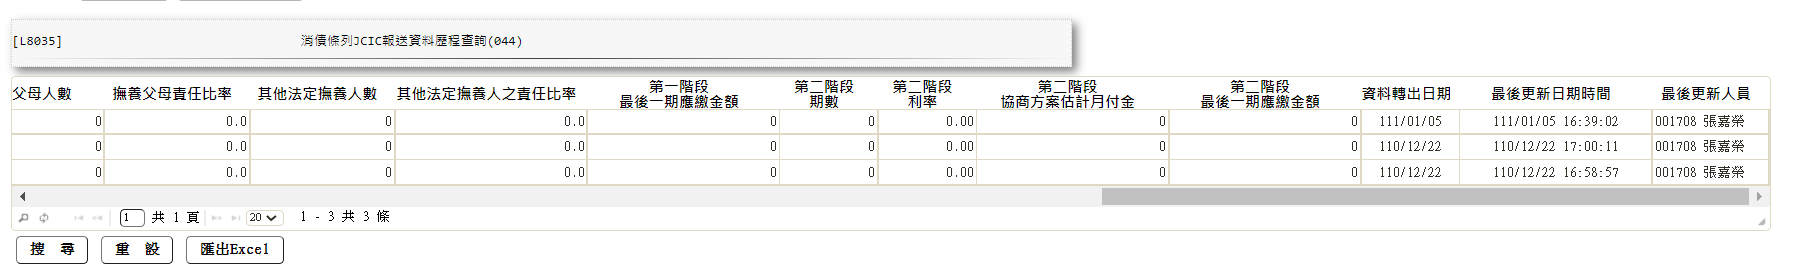 [L8035] 消債條列JCIC報送資料歷程查詢(044)
父母人數 撫養父母責任比率 其他法定撫養人數 其他法定撫養人之責任比率 第一階段 最後一期應繳金額 第二階段 期數 第二階段 利率 第二階段 協商方案估計月付金 第二階段 最後一期應繳金額 資料轉出日期 最後更新日期時間 最後更新人員
0 0.0 0 0.0 0 0 0.00 0 0 111/01/05 111/01/05 16:39:02 001708 張嘉榮
0 0.0 0 0.0 0 0 0.00 0 0 110/12/22 110/12/22 17:00:11 001708 張嘉榮
0 0.0 0 0.0 0 0 0.00 0 0 110/12/22 110/12/22 16:58:57 001708 張嘉榮
1 共 1 頁 20 1 - 3 共 3 條
搜 尋 重 設 匯出Excel